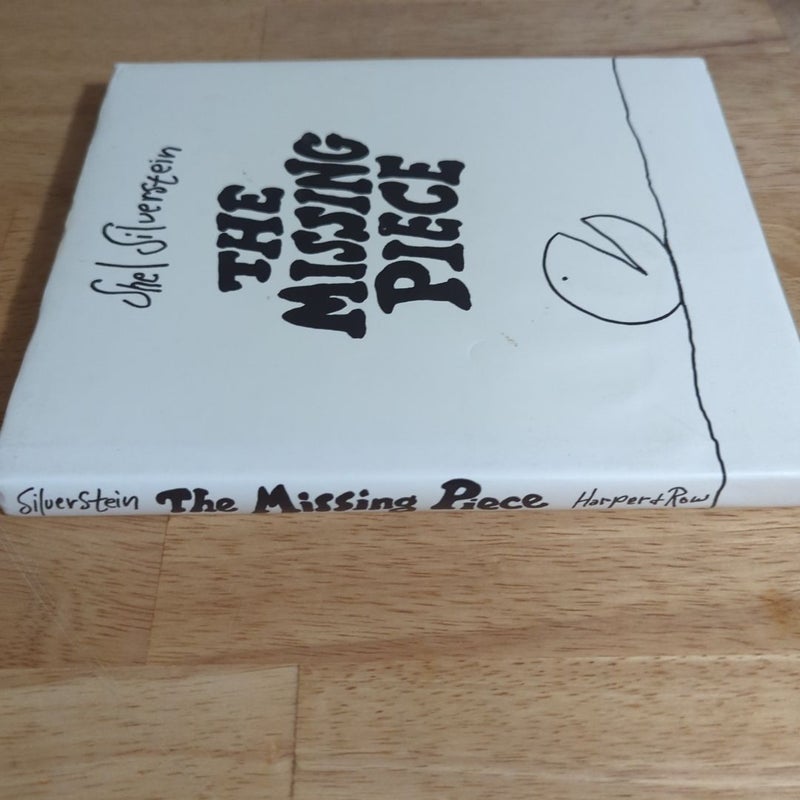 Shel Silverstein
THE
MISSING
PIECE
Silverstein The Missing Piece Harper & Row